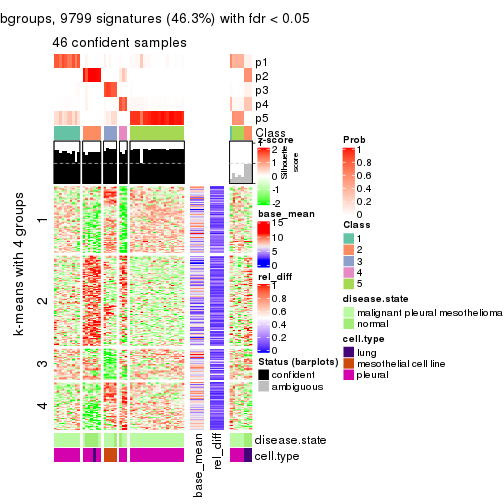 bgroups, 9799 signatures (46.3%) with fdr < 0.05
46 confident samples
p1
p2
p3
p4
p5
Class
z-score
2
1
0
-1
-2
Silhouette
score
1
2
3
4
k-means with 4 groups
base_mean
15
10
5
0
rel_diff
1
0.8
0.6
0.4
0.2
0
Status (barplots)
confident
ambiguous
Prob
1
0.8
0.6
0.4
0.2
0
Class
1
2
3
4
5
disease.state
malignant pleural mesothelioma
normal
cell.type
lung
mesothelial cell line
pleural
disease.state
cell.type
base_mean
rel_diff